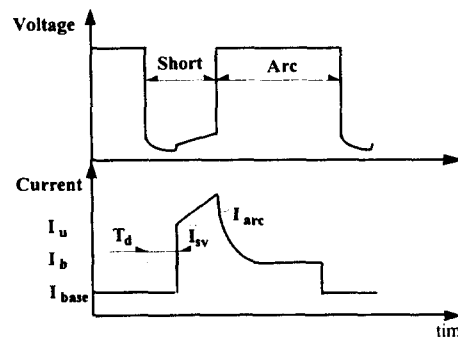 Voltage
Short
Arc
Current
I u
T d
I sv
I arc
I b
I base
tim